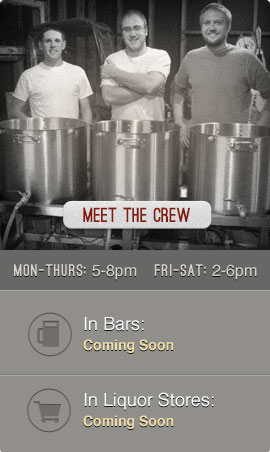 MEET THE CREW
MON-THURS: 5-8pm FRI-SAT: 2-6pm
In Bars:
Coming Soon
In Liquor Stores:
Coming Soon